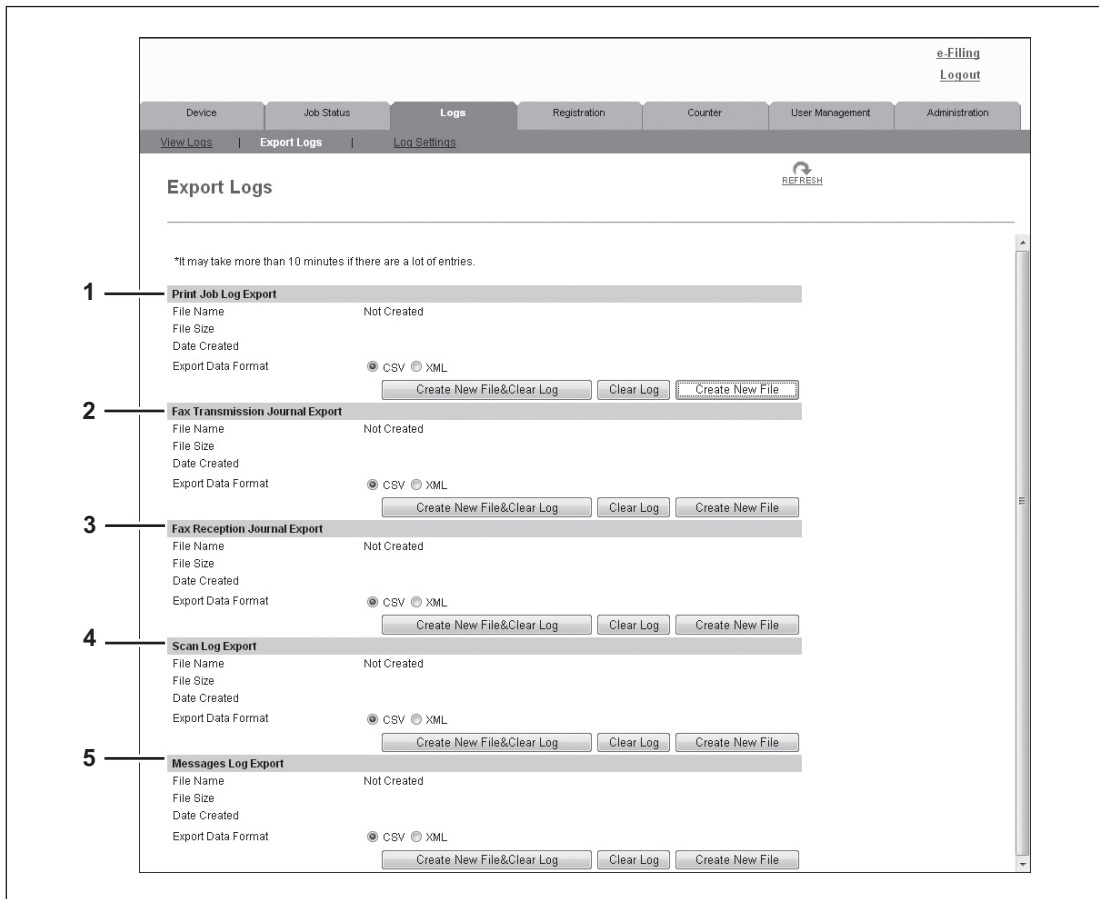 e-Filing
Logout
Device Job Status Logs Registration Counter User Management Administration
View Logs | Export Logs | Log Settings
Export Logs
REFRESH
*It may take more than 10 minutes if there are a lot of entries.
1 Print Job Log Export
File Name Not Created
File Size
Date Created
Export Data Format CSV XML
Create New File&Clear Log Clear Log Create New File
2 Fax Transmission Journal Export
File Name Not Created
File Size
Date Created
Export Data Format CSV XML
Create New File&Clear Log Clear Log Create New File
3 Fax Reception Journal Export
File Name Not Created
File Size
Date Created
Export Data Format CSV XML
Create New File&Clear Log Clear Log Create New File
4 Scan Log Export
File Name Not Created
File Size
Date Created
Export Data Format CSV XML
Create New File&Clear Log Clear Log Create New File
5 Messages Log Export
File Name Not Created
File Size
Date Created
Export Data Format CSV XML
Create New File&Clear Log Clear Log Create New File